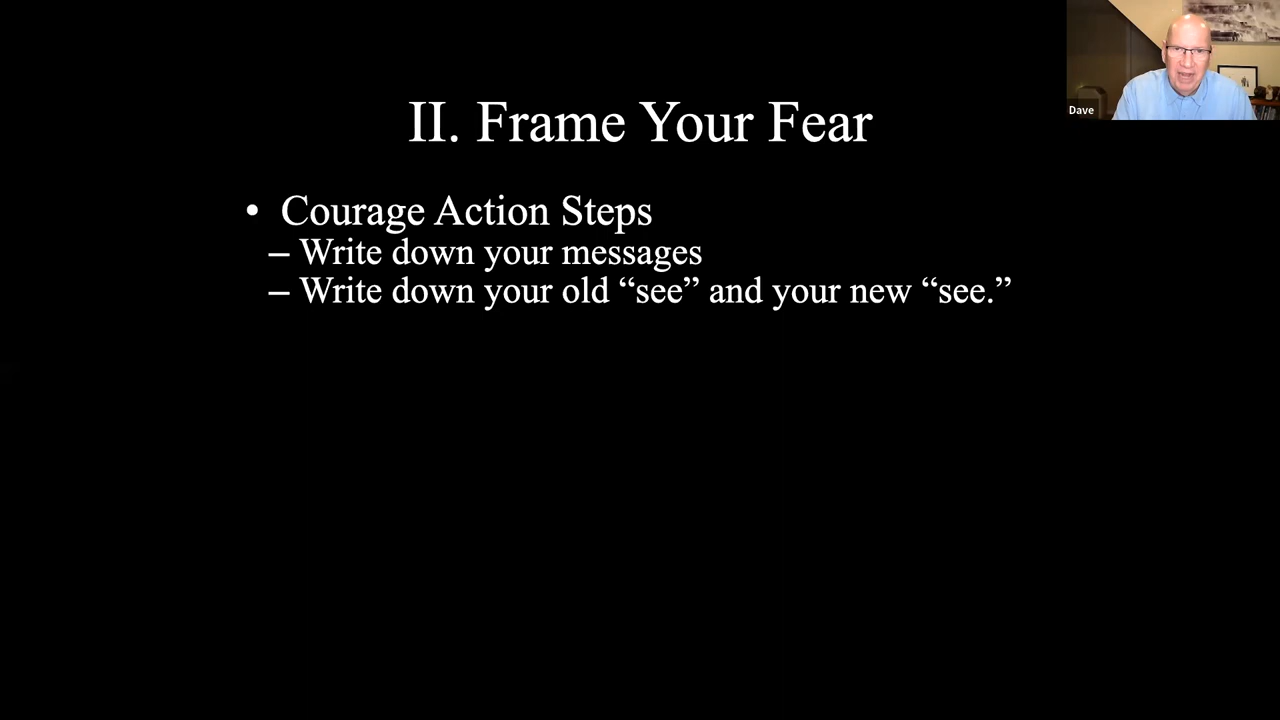 Dave
II. Frame Your Fear
• Courage Action Steps
– Write down your messages
– Write down your old “see” and your new “see.”